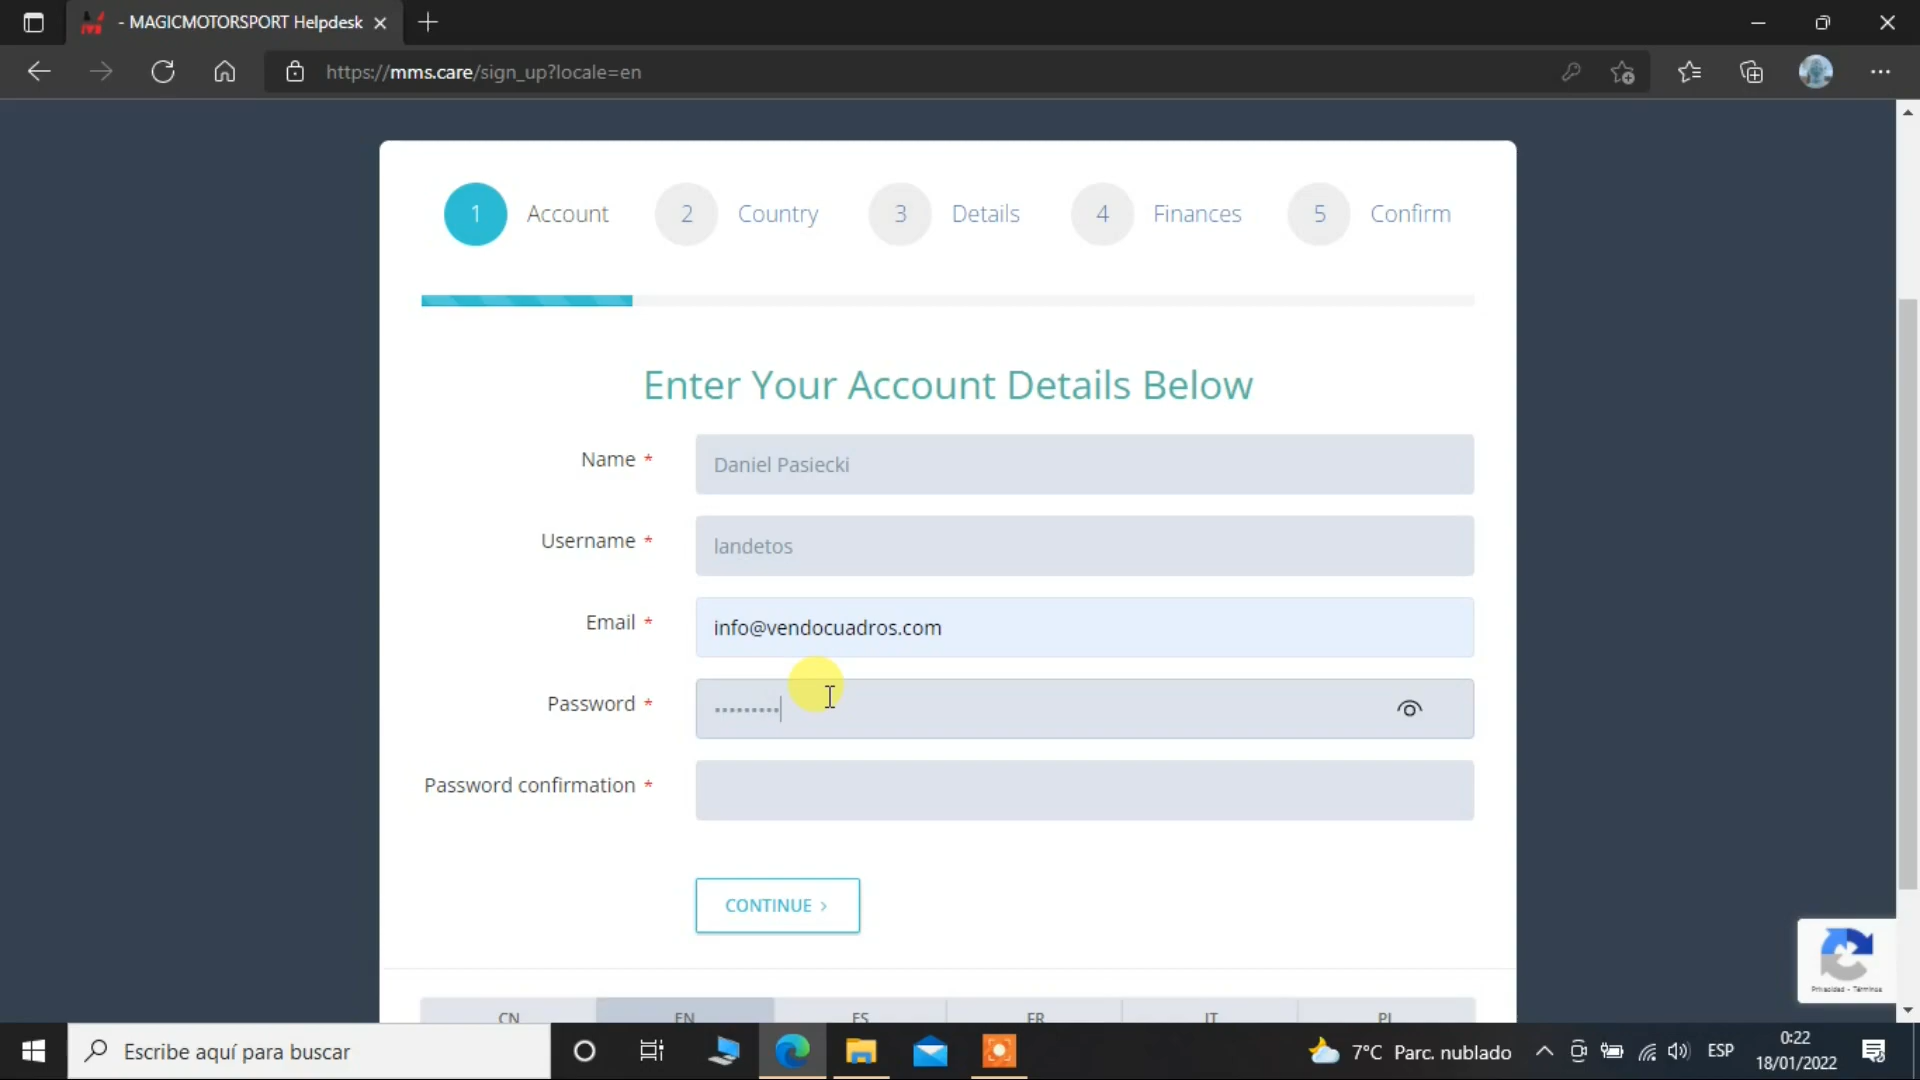 - MAGICMOTORSPORT Helpdesk
https://mms.care/sign_up?locale=en
1 Account 2 Country 3 Details 4 Finances 5 Confirm
Enter Your Account Details Below
Name * Daniel Pasiecki
Username * landetos
Email * info@vendocuadros.com
Password * •••••••••
Password confirmation *
CONTINUE >
Privacidad - Términos
CN EN ES FR IT PL
Escribe aquí para buscar
7°C Parc. nublado
ESP
0:22
18/01/2022